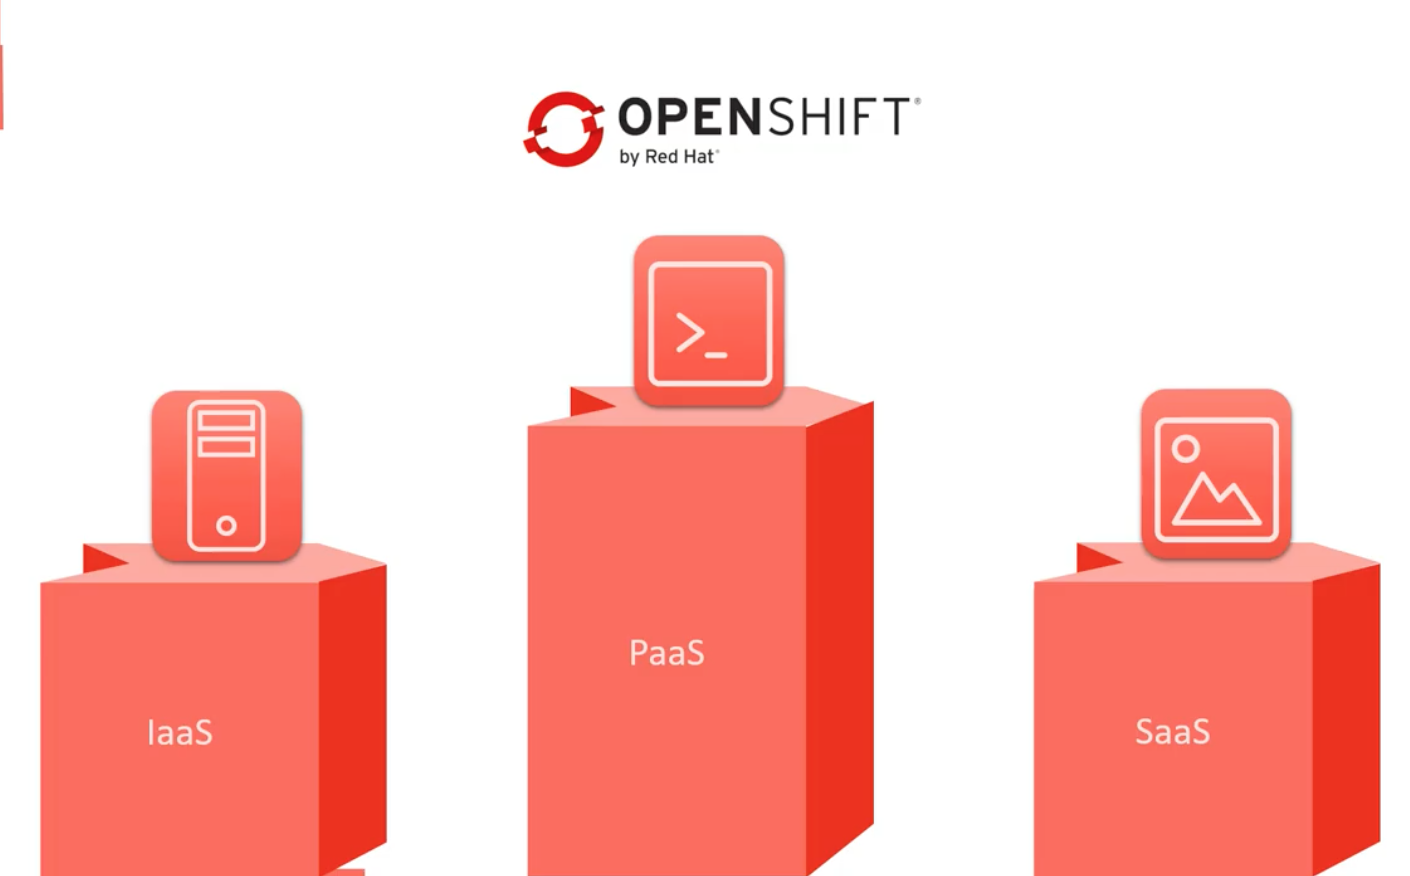 OPENSHIFT®
by Red Hat®
>_
PaaS
IaaS
SaaS